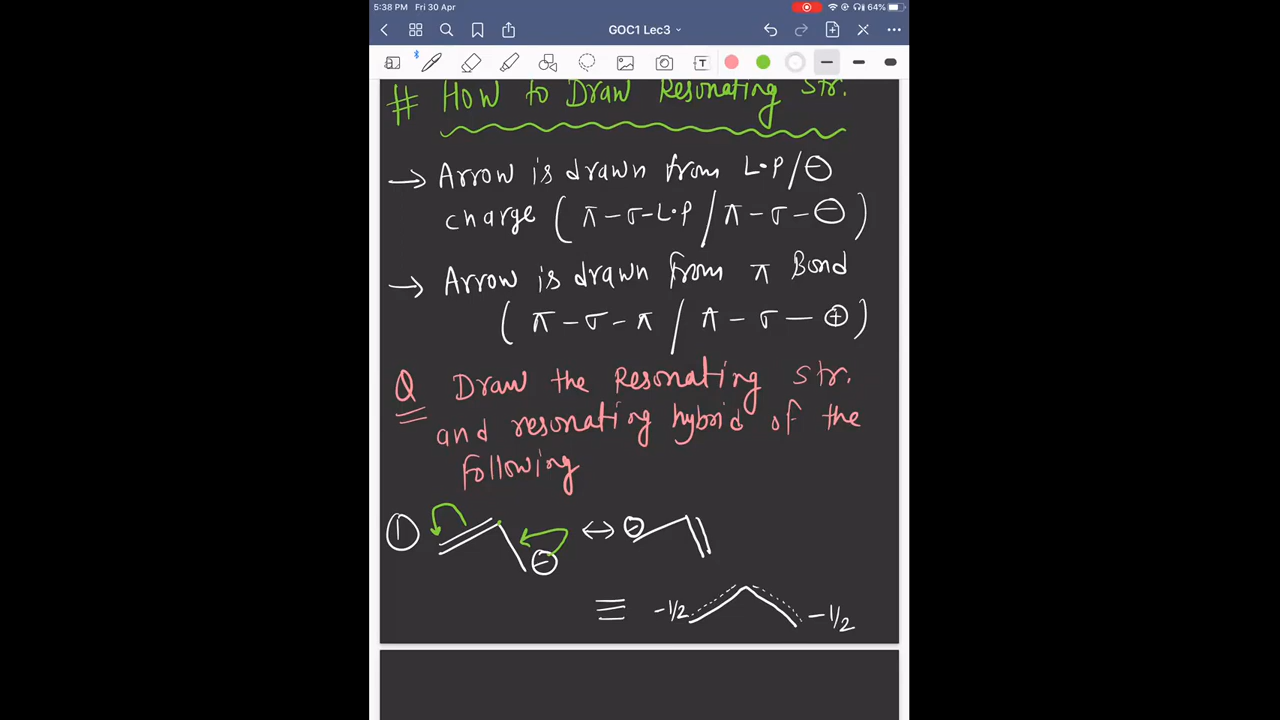 5:38 PM Fri 30 Apr 64%
GOC1 Lec3
T
# How to Draw Resonating Str.
→ Arrow is drawn from L.P/⊖
charge (π-σ-L.P/π-σ-⊖)
→ Arrow is drawn from π Bond
(π-σ-π / π-σ-⊕)
Q Draw the Resonating Str.
and resonating hybrid of the
following
① ⊖ ↔ ⊖
≡ -1/2 -1/2